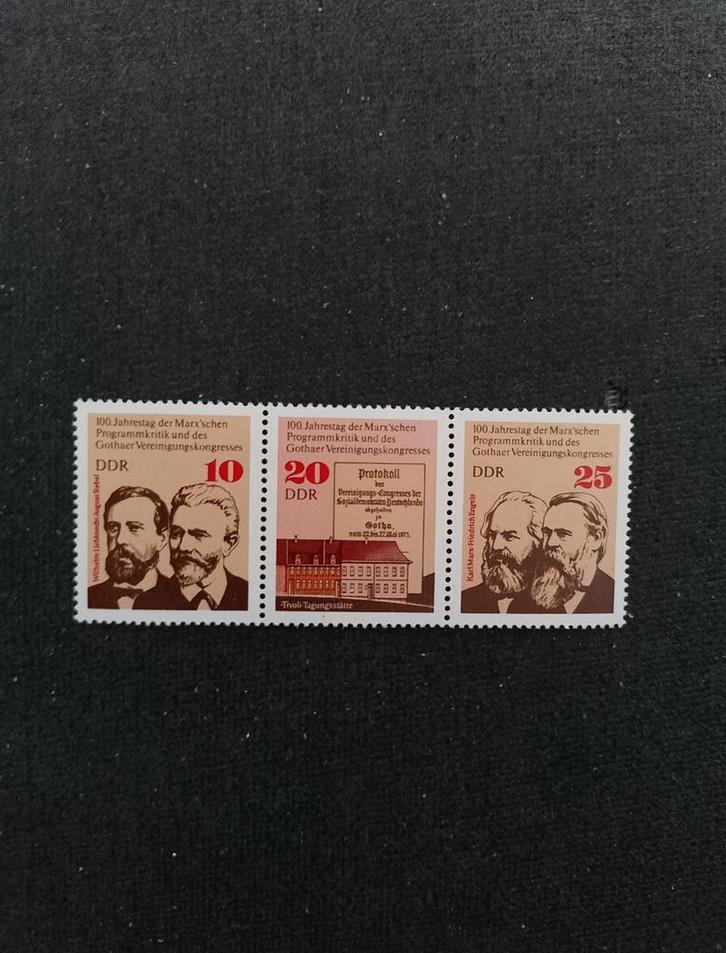 100. Jahrestag der Marx'schen
Programmkritik und des
Gothaer Vereinigungskongresses
DDR
10
Wilhelm Liebknecht·August Bebel
100. Jahrestag der Marx'schen
Programmkritik und des
Gothaer Vereinigungskongresses
20
DDR
Protokoll
des
Vereinigungs-Congresses der
Sozialdemokraten Deutschlands
abgehalten
zu
Gotha,
vom 22. bis 27. Mai 1875.
Tivoli-Tagungsstätte
100. Jahrestag der Marx'schen
Programmkritik und des
Gothaer Vereinigungskongresses
DDR
25
Karl Marx·Friedrich Engels